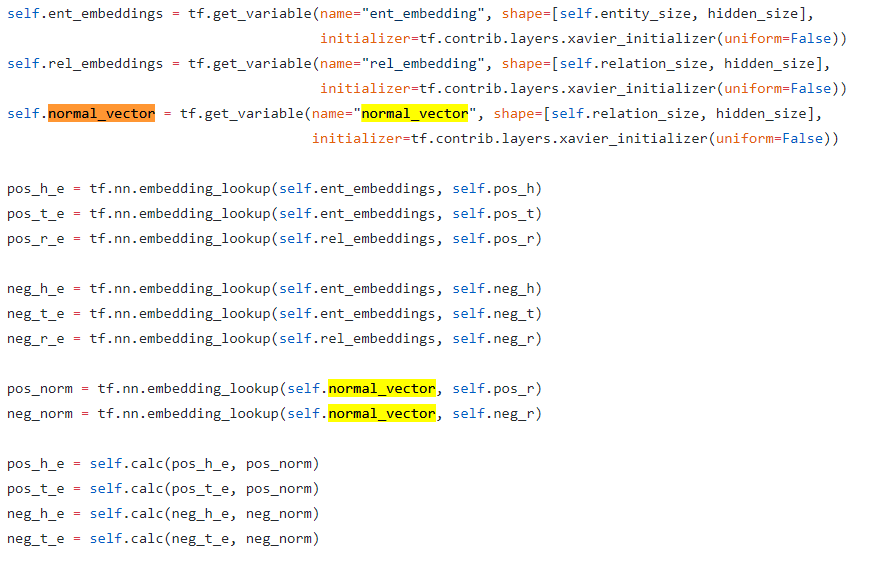 self.ent_embeddings = tf.get_variable(name="ent_embedding", shape=[self.entity_size, hidden_size],
initializer=tf.contrib.layers.xavier_initializer(uniform=False))
self.rel_embeddings = tf.get_variable(name="rel_embedding", shape=[self.relation_size, hidden_size],
initializer=tf.contrib.layers.xavier_initializer(uniform=False))
self.normal_vector = tf.get_variable(name="normal_vector", shape=[self.relation_size, hidden_size],
initializer=tf.contrib.layers.xavier_initializer(uniform=False))
pos_h_e = tf.nn.embedding_lookup(self.ent_embeddings, self.pos_h)
pos_t_e = tf.nn.embedding_lookup(self.ent_embeddings, self.pos_t)
pos_r_e = tf.nn.embedding_lookup(self.rel_embeddings, self.pos_r)
neg_h_e = tf.nn.embedding_lookup(self.ent_embeddings, self.neg_h)
neg_t_e = tf.nn.embedding_lookup(self.ent_embeddings, self.neg_t)
neg_r_e = tf.nn.embedding_lookup(self.rel_embeddings, self.neg_r)
pos_norm = tf.nn.embedding_lookup(self.normal_vector, self.pos_r)
neg_norm = tf.nn.embedding_lookup(self.normal_vector, self.neg_r)
pos_h_e = self.calc(pos_h_e, pos_norm)
pos_t_e = self.calc(pos_t_e, pos_norm)
neg_h_e = self.calc(neg_h_e, neg_norm)
neg_t_e = self.calc(neg_t_e, neg_norm)